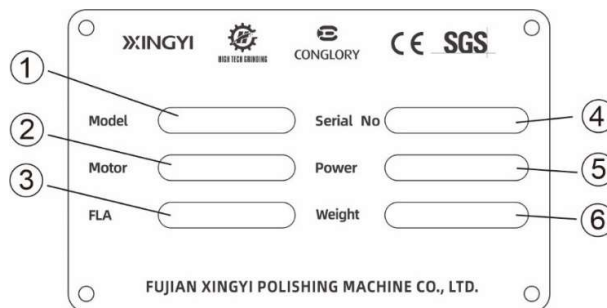 XINGYI HIGH TECH GRINDING CONGLORY CE SGS
① Model Serial No ④
② Motor Power ⑤
③ FLA Weight ⑥
FUJIAN XINGYI POLISHING MACHINE CO., LTD.